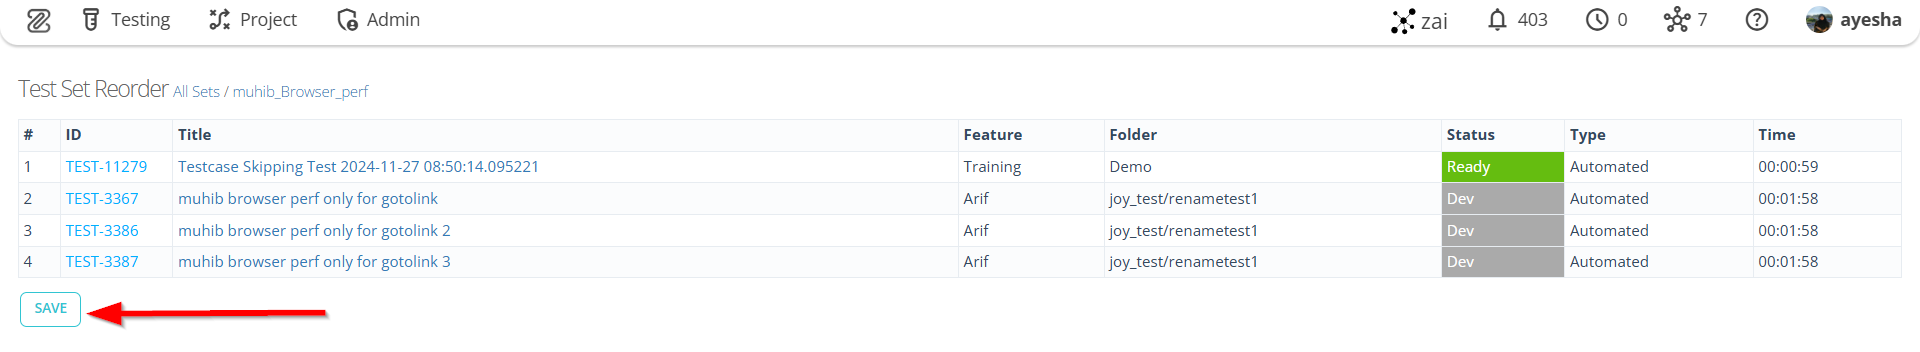 Testing Project Admin zai 403 0 7 ayesha
Test Set Reorder All Sets / muhib_Browser_perf
# ID Title Feature Folder Status Type Time
1 TEST-11279 Testcase Skipping Test 2024-11-27 08:50:14.095221 Training Demo Ready Automated 00:00:59
2 TEST-3367 muhib browser perf only for gotolink Arif joy_test/renametest1 Dev Automated 00:01:58
3 TEST-3386 muhib browser perf only for gotolink 2 Arif joy_test/renametest1 Dev Automated 00:01:58
4 TEST-3387 muhib browser perf only for gotolink 3 Arif joy_test/renametest1 Dev Automated 00:01:58
SAVE